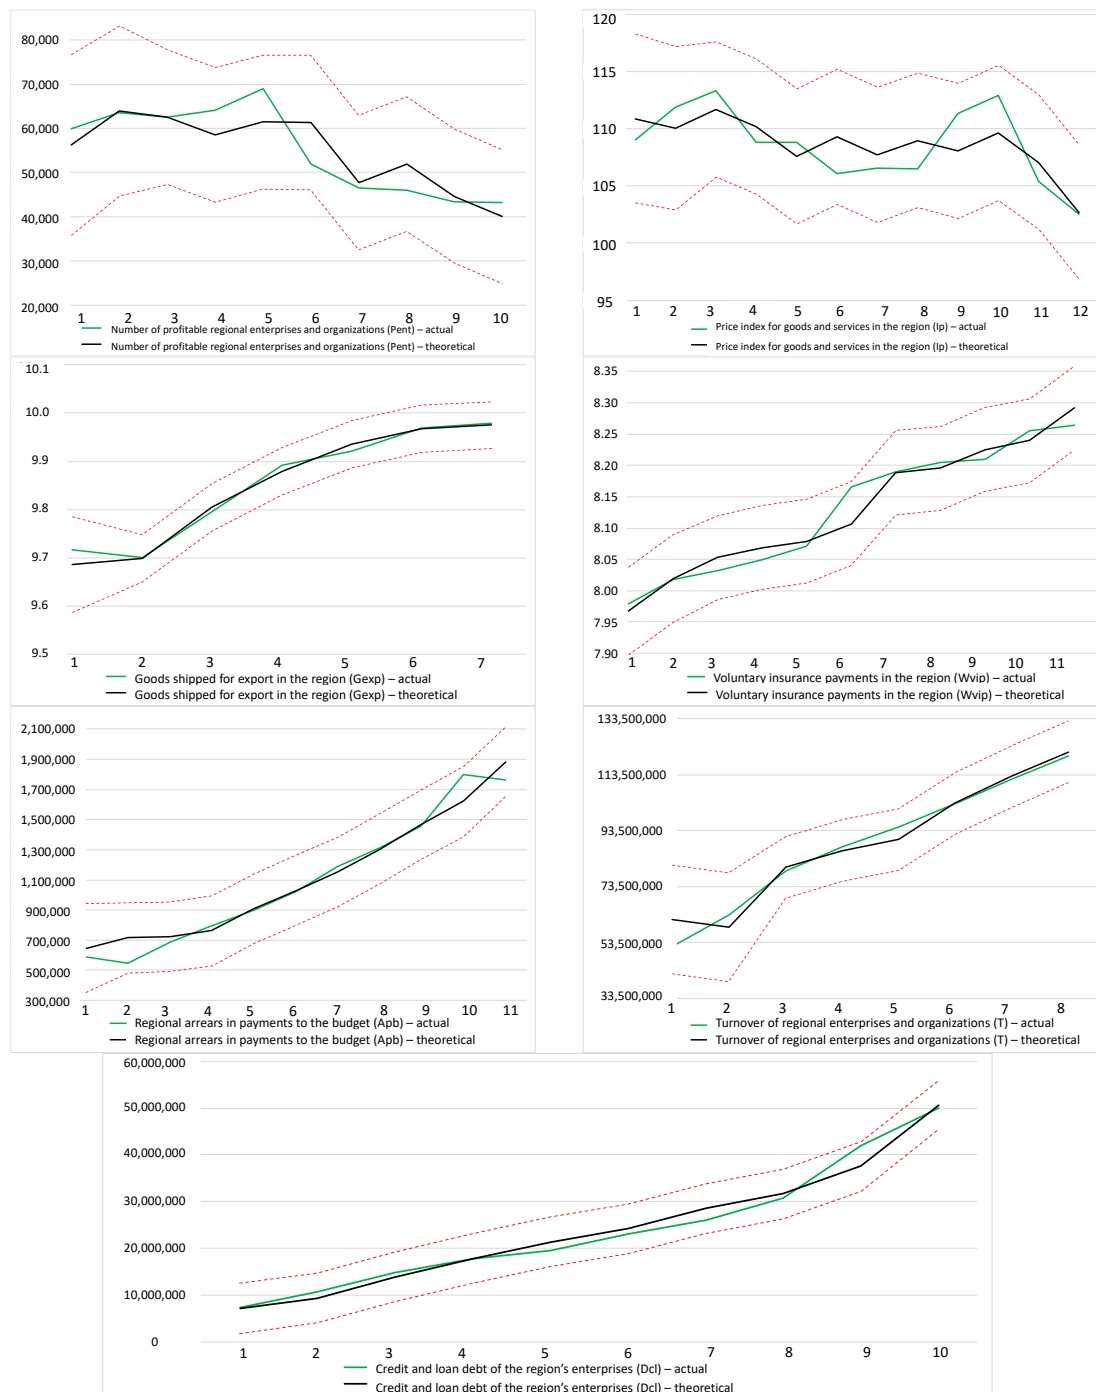 80,000
70,000
60,000
50,000
40,000
30,000
20,000
1 2 3 4 5 6 7 8 9 10
Number of profitable regional enterprises and organizations (Pent) – actual
Number of profitable regional enterprises and organizations (Pent) – theoretical
120
115
110
105
100
95
1 2 3 4 5 6 7 8 9 10 11 12
Price index for goods and services in the region (Ip) – actual
Price index for goods and services in the region (Ip) – theoretical
10.1
10.0
9.9
9.8
9.7
9.6
9.5
1 2 3 4 5 6 7
Goods shipped for export in the region (Gexp) – actual
Goods shipped for export in the region (Gexp) – theoretical
8.35
8.30
8.25
8.20
8.15
8.10
8.05
8.00
7.95
7.90
1 2 3 4 5 6 7 8 9 10 11
Voluntary insurance payments in the region (Wvip) – actual
Voluntary insurance payments in the region (Wvip) – theoretical
2,100,000
1,900,000
1,700,000
1,500,000
1,300,000
1,100,000
900,000
700,000
500,000
300,000
1 2 3 4 5 6 7 8 9 10 11
Regional arrears in payments to the budget (Apb) – actual
Regional arrears in payments to the budget (Apb) – theoretical
133,500,000
113,500,000
93,500,000
73,500,000
53,500,000
33,500,000
1 2 3 4 5 6 7 8
Turnover of regional enterprises and organizations (T) – actual
Turnover of regional enterprises and organizations (T) – theoretical
60,000,000
50,000,000
40,000,000
30,000,000
20,000,000
10,000,000
0
1 2 3 4 5 6 7 8 9 10
Credit and loan debt of the region's enterprises (Dcl) – actual
Credit and loan debt of the region's enterprises (Dcl) – theoretical